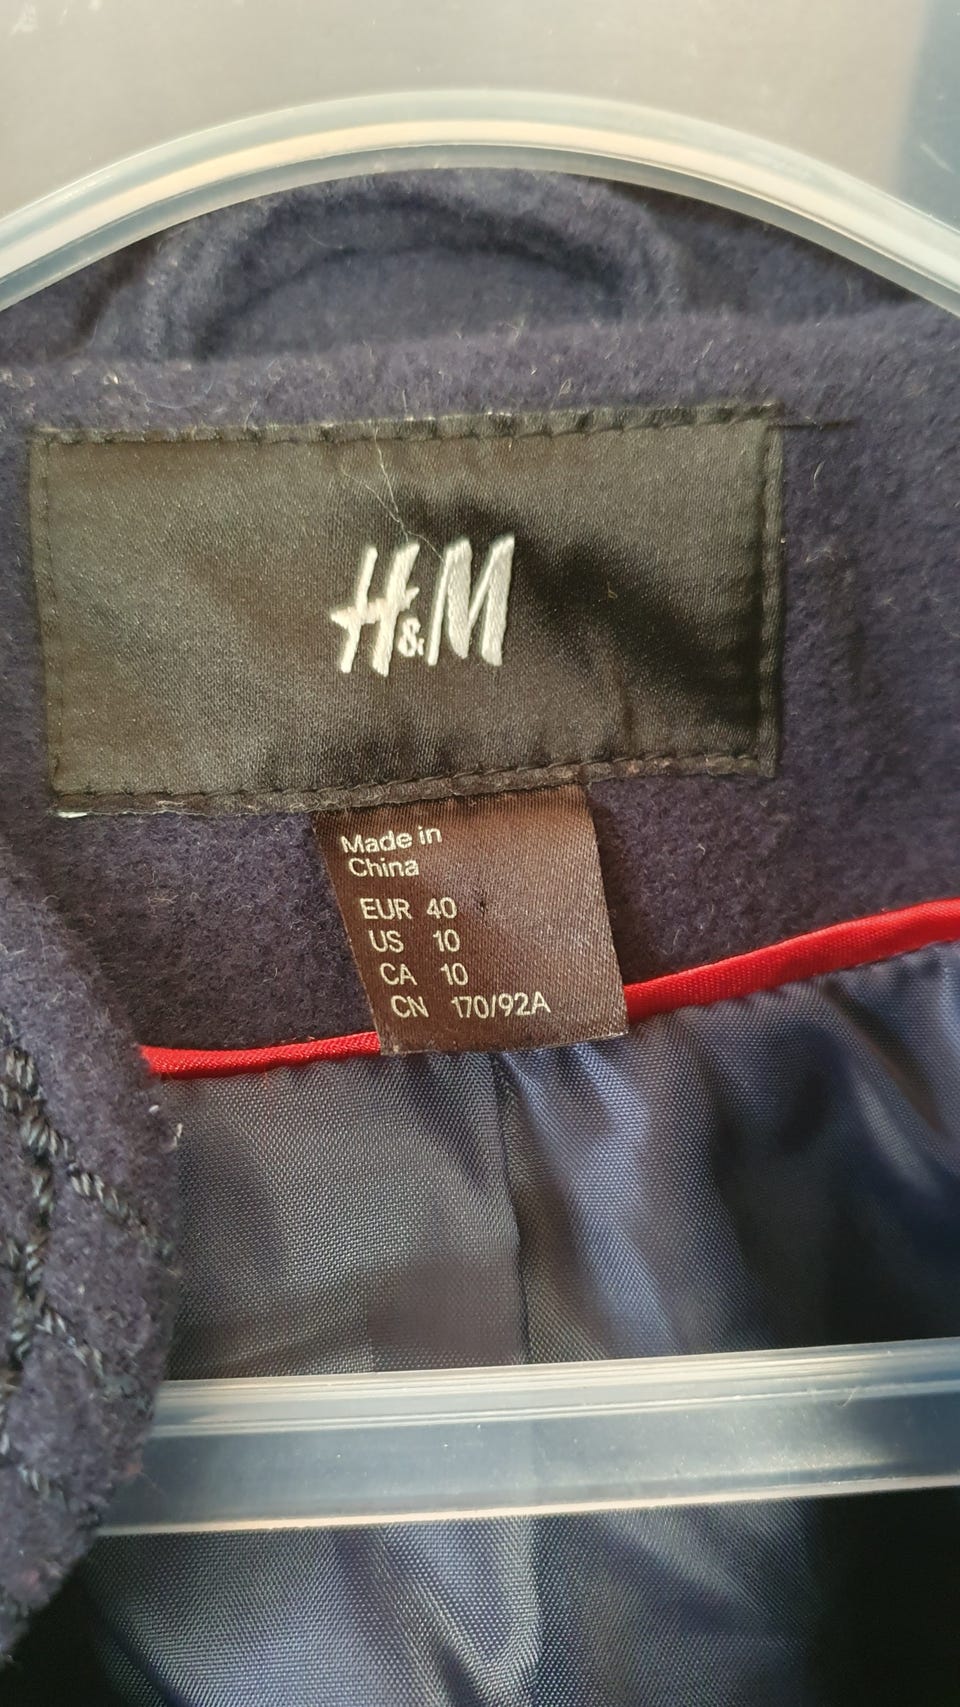 H&M
Made in
China
EUR 40
US 10
CA 10
CN 170/92A